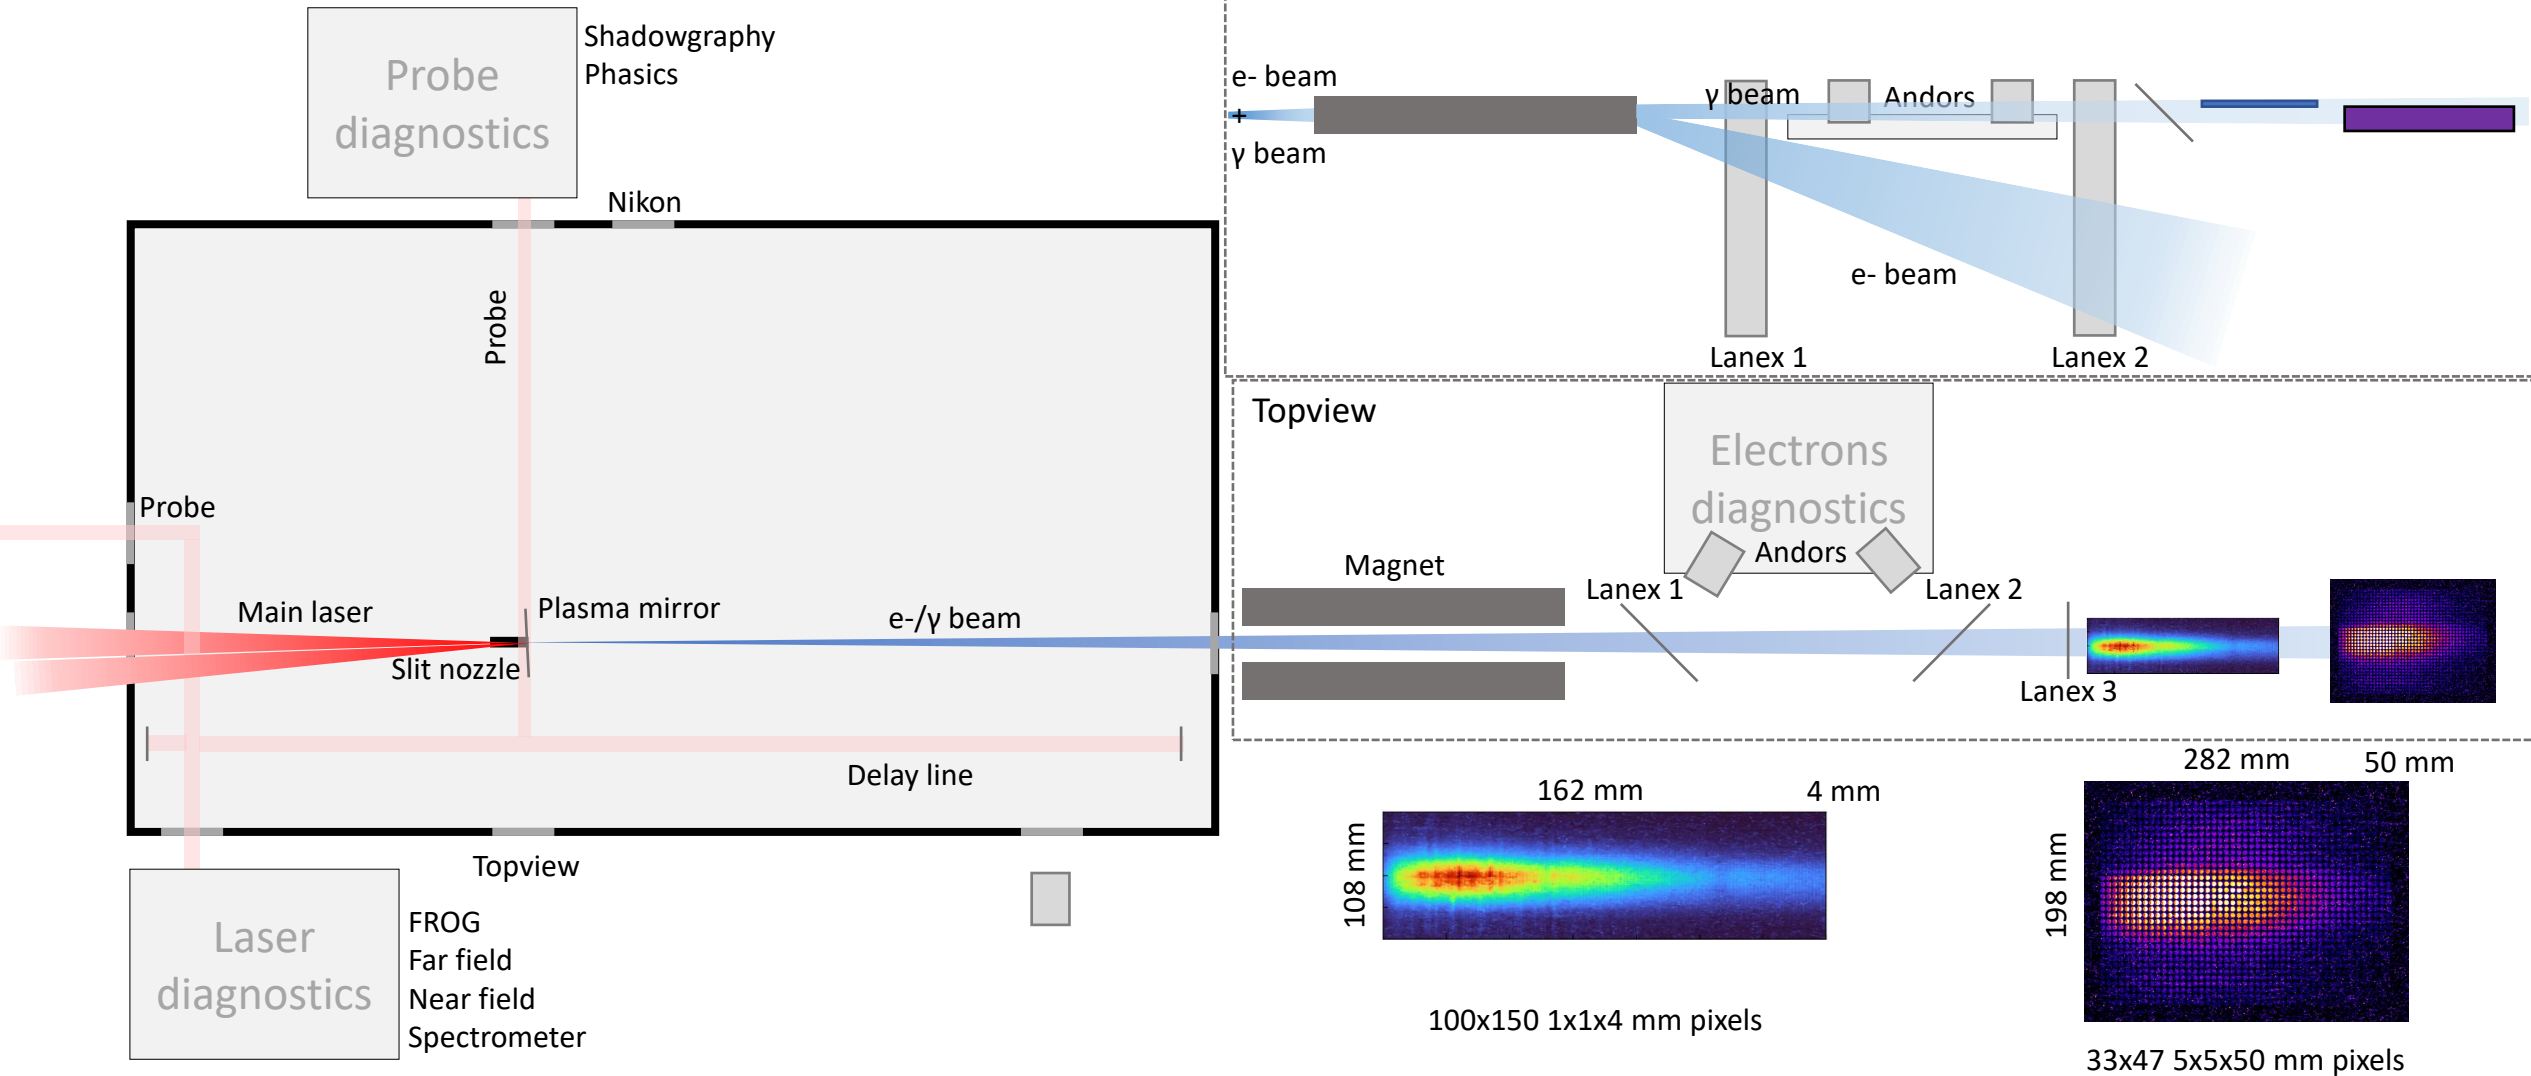 Probe
diagnostics
Shadowgraphy
Phasics
Nikon
Probe
Probe
Main laser
Plasma mirror
Slit nozzle
e-/γ beam
Delay line
Topview
Laser
diagnostics
FROG
Far field
Near field
Spectrometer
e- beam
+
γ beam
γ beam
Andors
e- beam
Lanex 1
Lanex 2
Topview
Electrons
diagnostics
Andors
Magnet
Lanex 1
Lanex 2
Lanex 3
162 mm
4 mm
108 mm
100x150 1x1x4 mm pixels
282 mm
50 mm
198 mm
33x47 5x5x50 mm pixels